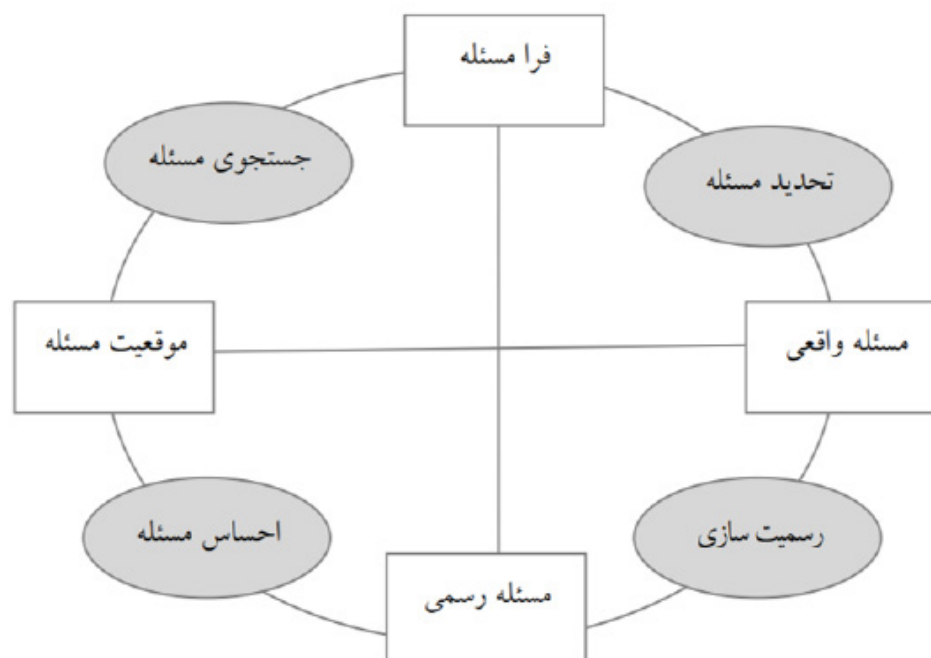 فرا مسئله
جستجوی مسئله
تحدید مسئله
موقعیت مسئله
مسئله واقعی
احساس مسئله
رسمیت سازی
مسئله رسمی